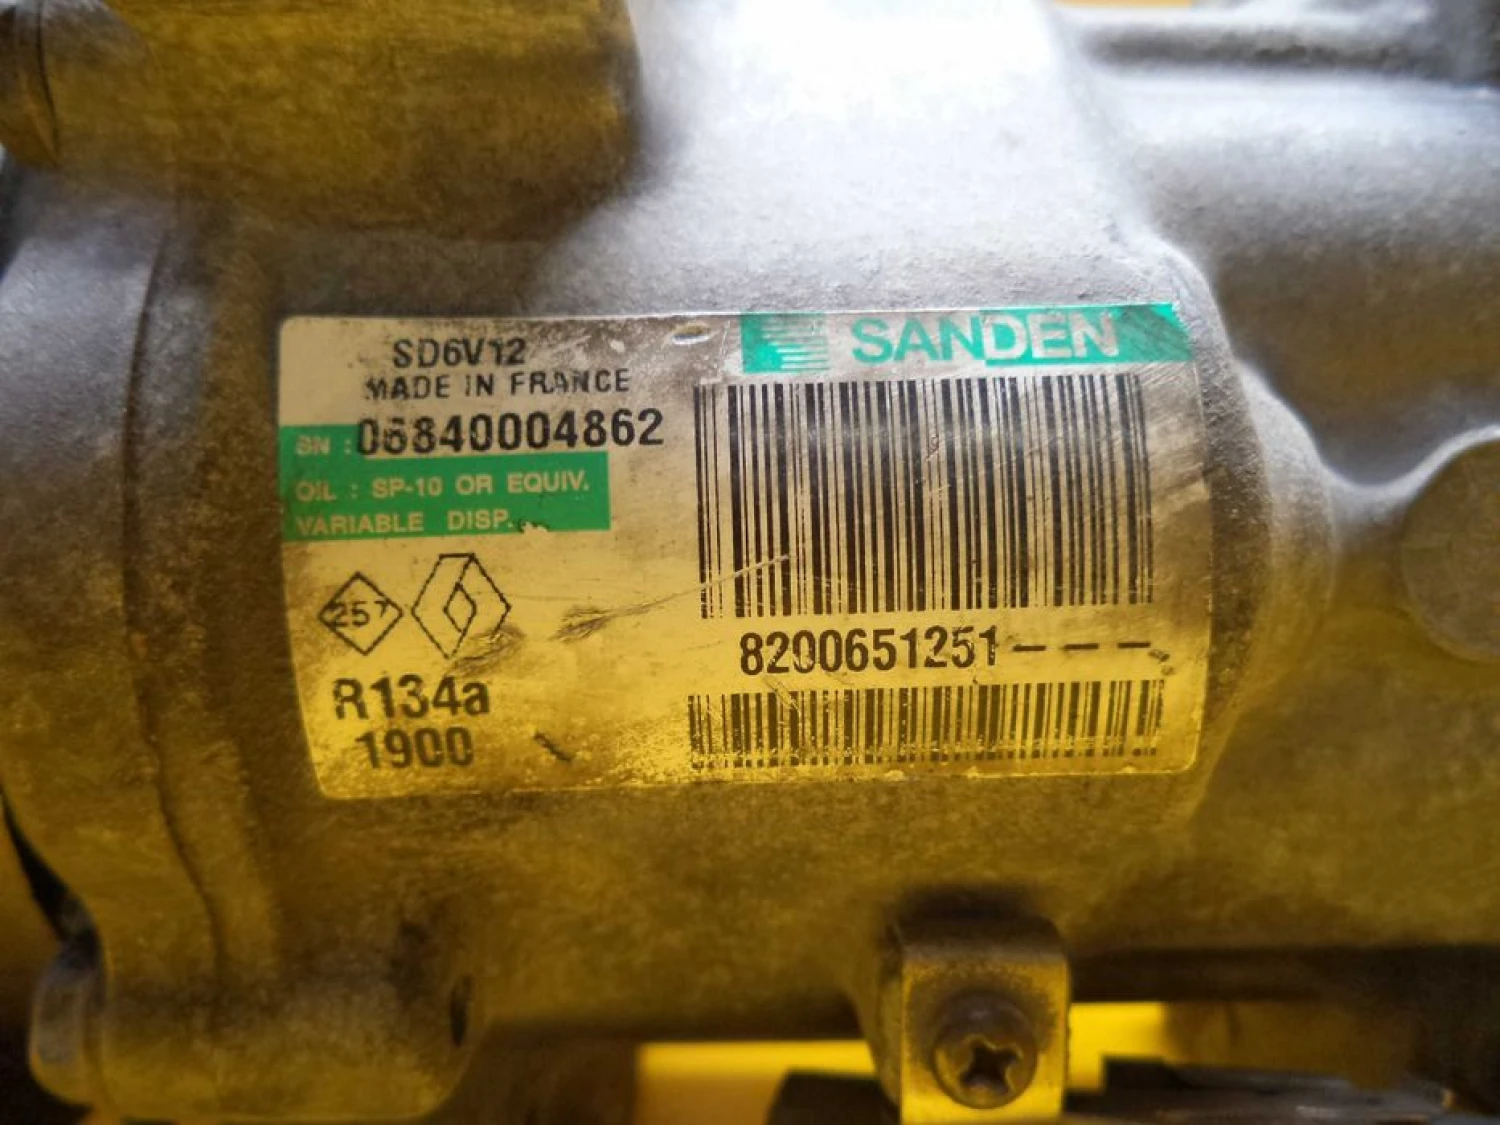 SD6V12
MADE IN FRANCE
SANDEN
SN : 06840004862
OIL : SP-10 OR EQUIV.
VARIABLE DISP.
257
8200651251---
R134a
1900